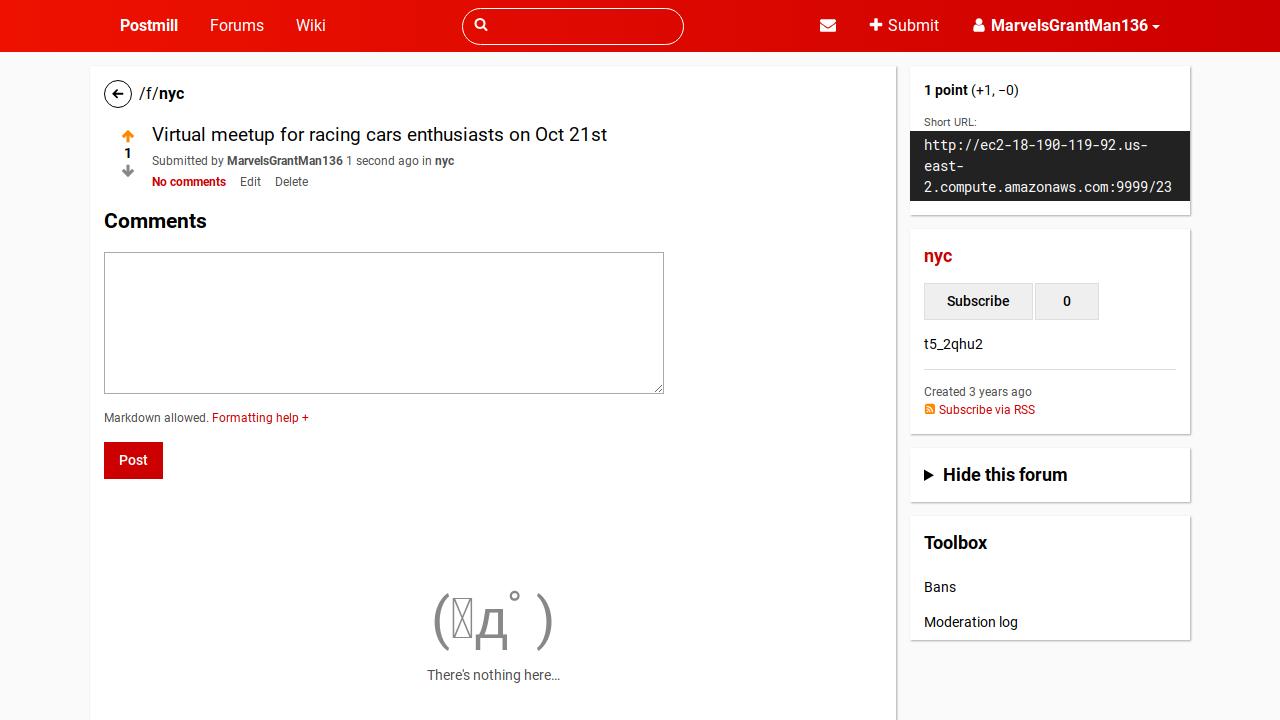 Postmill Forums Wiki Submit MarvelsGrantMan136
/f/nyc
Virtual meetup for racing cars enthusiasts on Oct 21st
1
Submitted by MarvelsGrantMan136 1 second ago in nyc
No comments Edit Delete
Comments
Markdown allowed. Formatting help +
Post
There's nothing here…
1 point (+1, −0)
Short URL:
http://ec2-18-190-119-92.us-
east-
2.compute.amazonaws.com:9999/23
nyc
Subscribe 0
t5_2qhu2
Created 3 years ago
Subscribe via RSS
Hide this forum
Toolbox
Bans
Moderation log